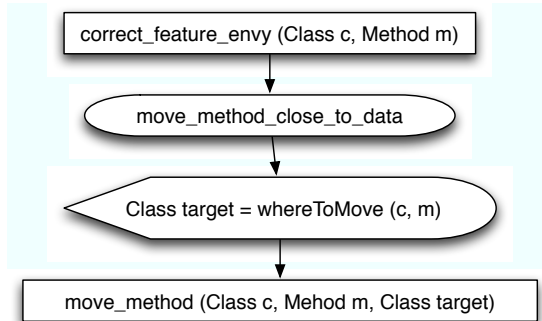 correct_feature_envy (Class c, Method m)
move_method_close_to_data
Class target = whereToMove (c, m)
move_method (Class c, Mehod m, Class target)